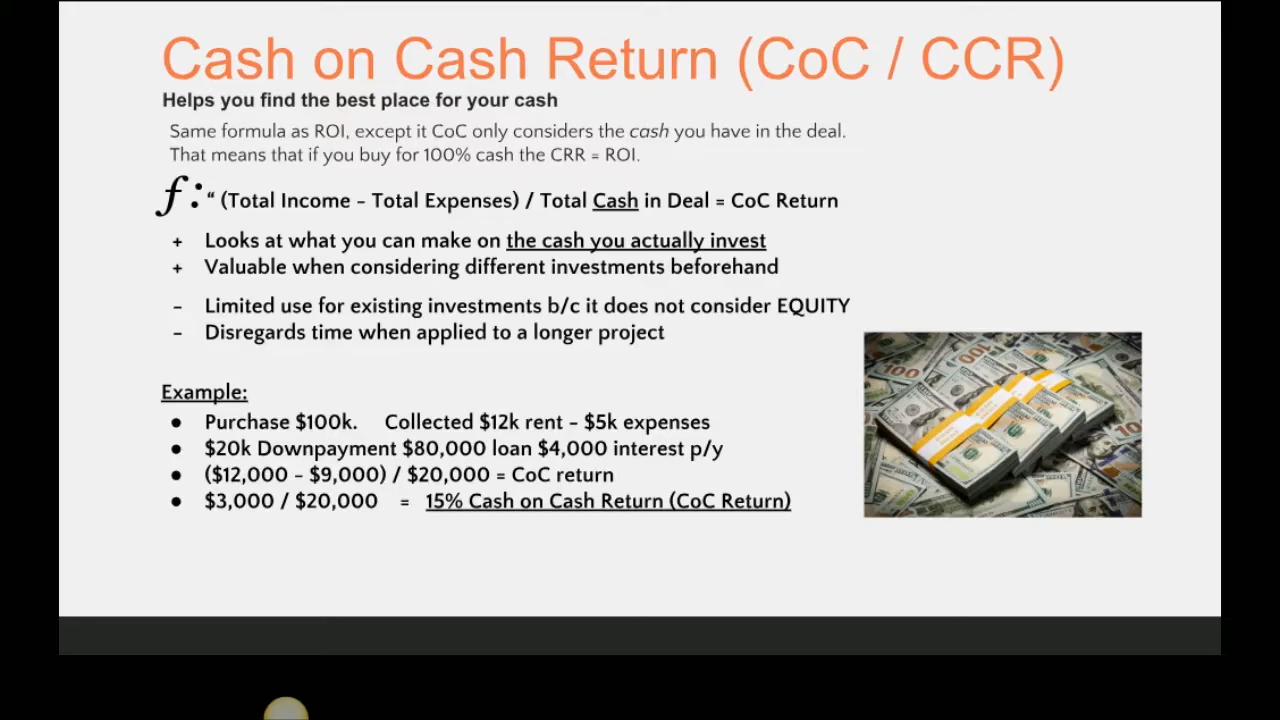 Cash on Cash Return (CoC / CCR)
Helps you find the best place for your cash
Same formula as ROI, except it CoC only considers the cash you have in the deal.
That means that if you buy for 100% cash the CRR = ROI.
f: “ (Total Income - Total Expenses) / Total Cash in Deal = CoC Return
+ Looks at what you can make on the cash you actually invest
+ Valuable when considering different investments beforehand
- Limited use for existing investments b/c it does not consider EQUITY
- Disregards time when applied to a longer project
Example:
● Purchase $100k. Collected $12k rent - $5k expenses
● $20k Downpayment $80,000 loan $4,000 interest p/y
● ($12,000 - $9,000) / $20,000 = CoC return
● $3,000 / $20,000 = 15% Cash on Cash Return (CoC Return)
100
100